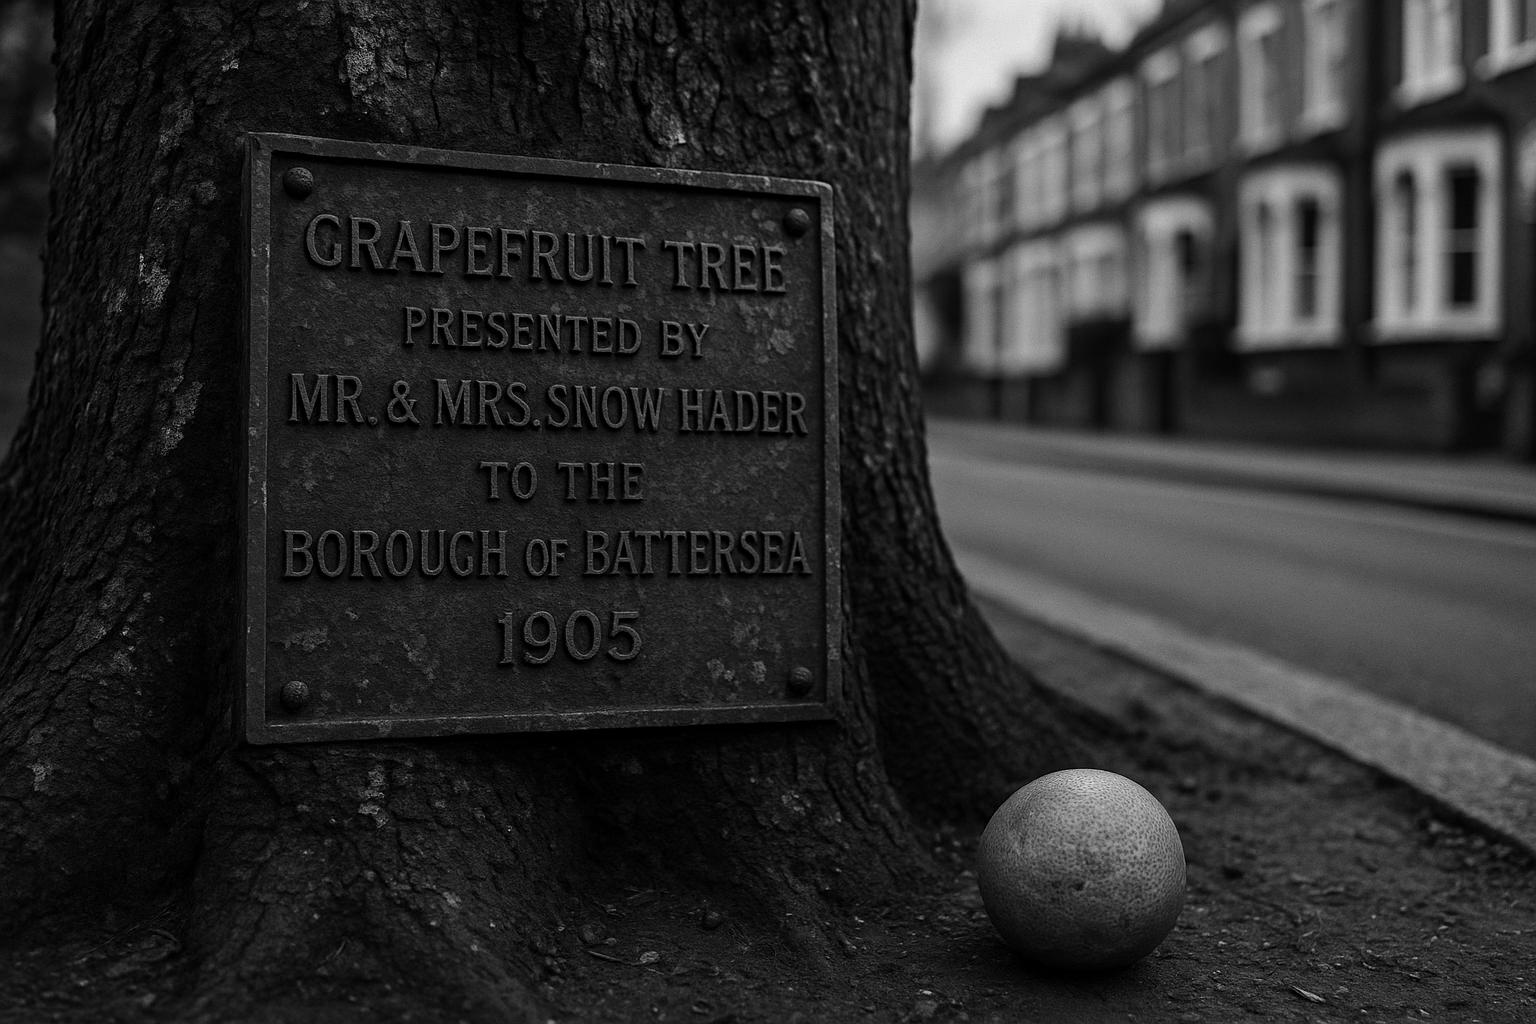 GRAPEFRUIT TREE
PRESENTED BY
MR. & MRS. SNOW HADER
TO THE
BOROUGH OF BATTERSEA
1905